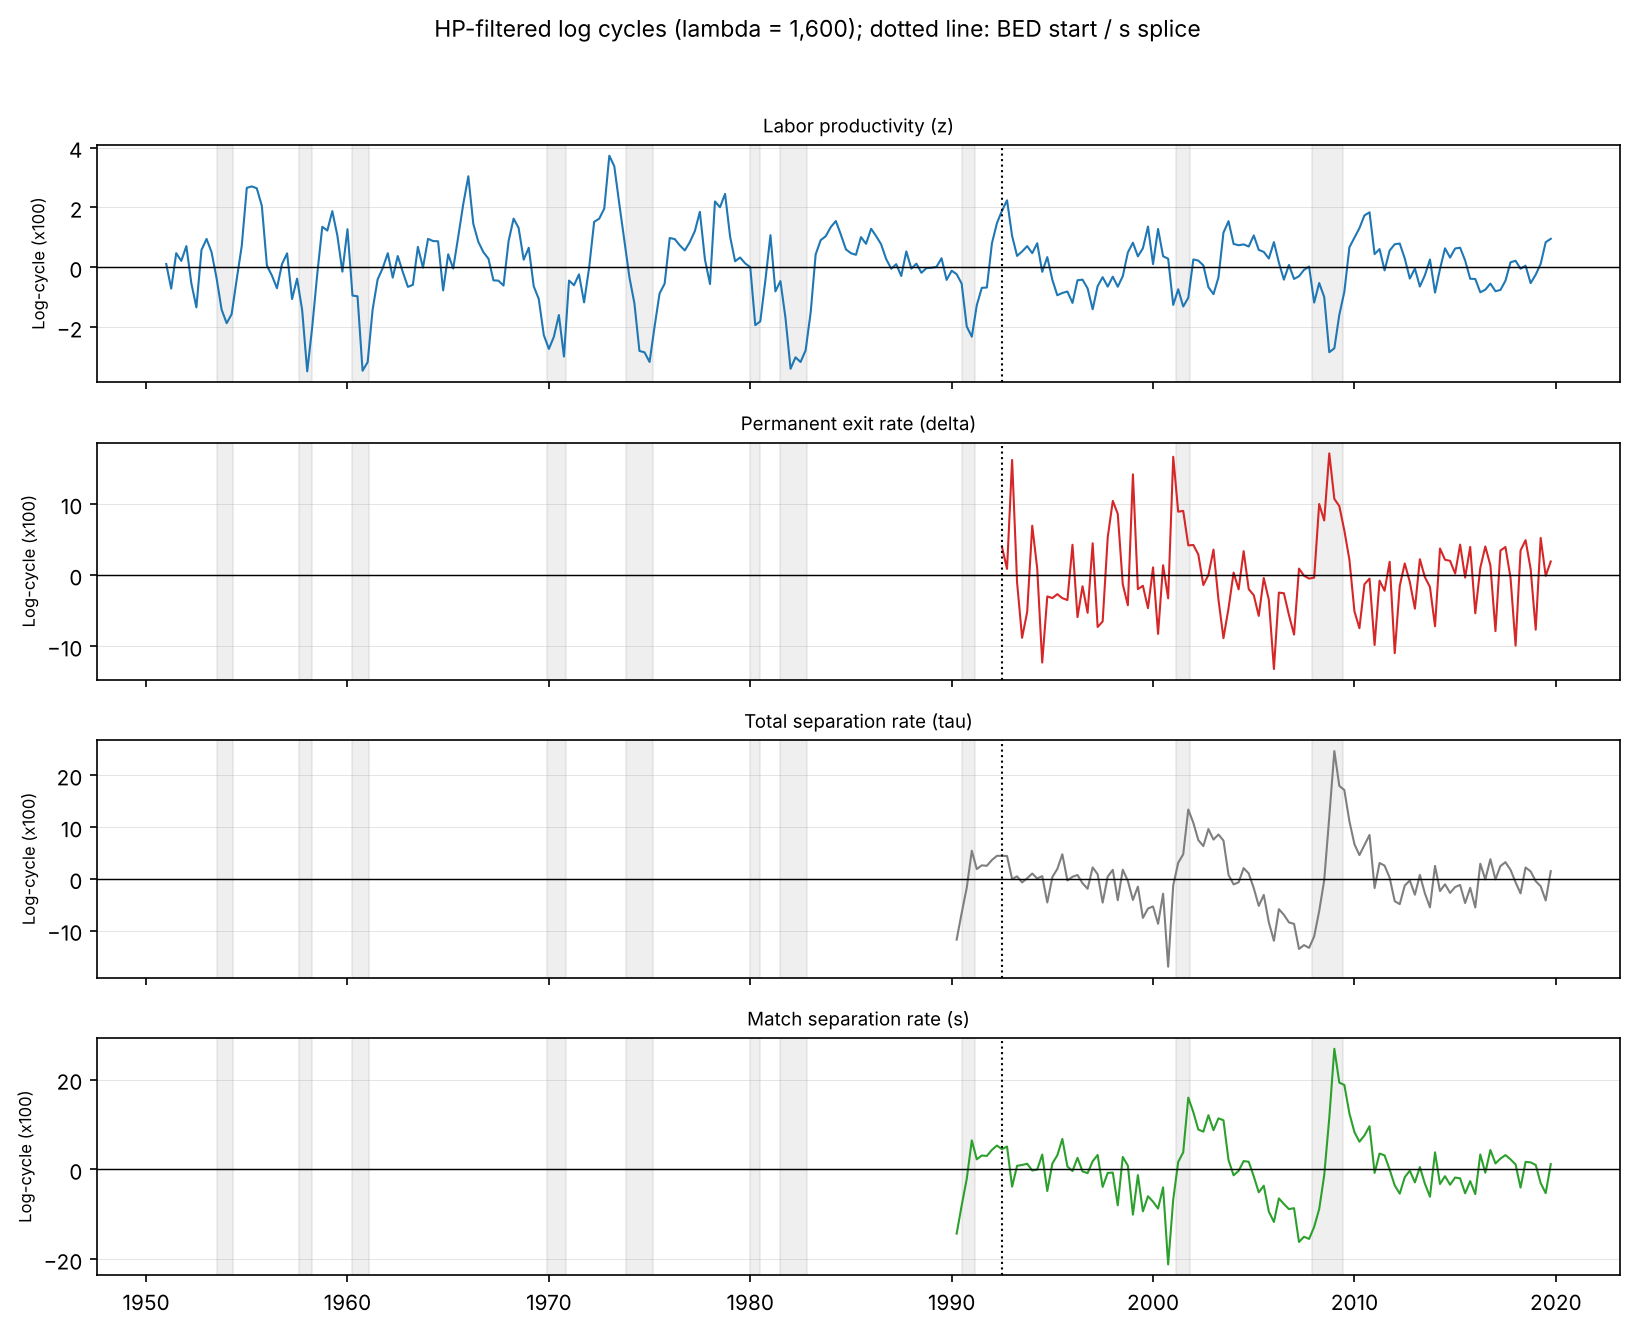 HP-filtered log cycles (lambda = 1,600); dotted line: BED start / s splice
Labor productivity (z)
Log-cycle (x100)
4
2
0
−2
Permanent exit rate (delta)
Log-cycle (x100)
10
0
−10
Total separation rate (tau)
Log-cycle (x100)
20
10
0
−10
Match separation rate (s)
Log-cycle (x100)
20
0
−20
1950 1960 1970 1980 1990 2000 2010 2020